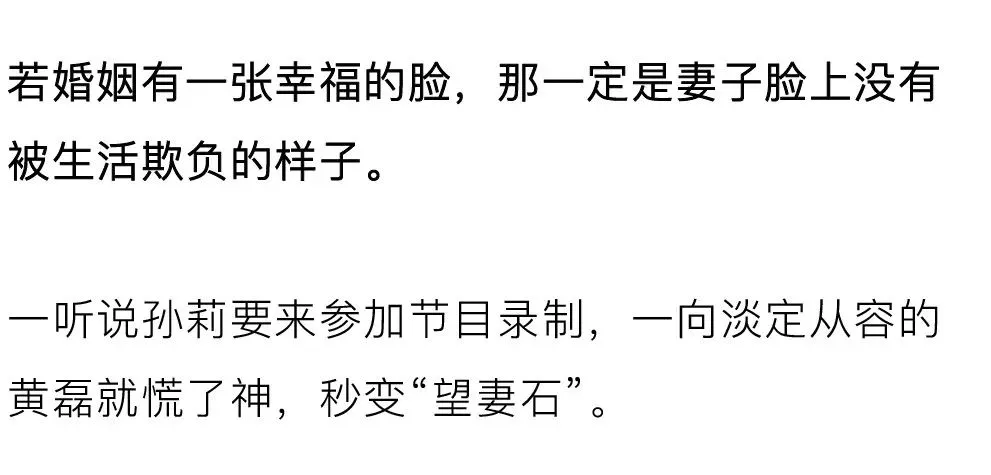 若婚姻有一张幸福的脸，那一定是妻子脸上没有
被生活欺负的样子。
一听说孙莉要来参加节目录制，一向淡定从容的
黄磊就慌了神，秒变“望妻石”。